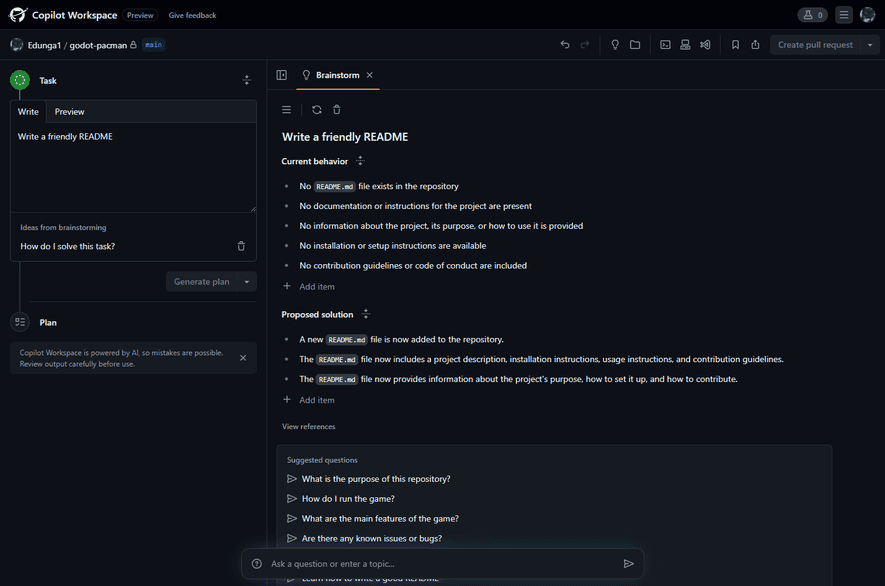 Copilot Workspace Preview Give feedback 0
Edunga1 / godot-pacman main Create pull request
Task
Write Preview
Write a friendly README
Ideas from brainstorming
How do I solve this task?
Generate plan
Plan
Copilot Workspace is powered by AI, so mistakes are possible.
Review output carefully before use.
Brainstorm
Write a friendly README
Current behavior
No README.md file exists in the repository
No documentation or instructions for the project are present
No information about the project, its purpose, or how to use it is provided
No installation or setup instructions are available
No contribution guidelines or code of conduct are included
Add item
Proposed solution
A new README.md file is now added to the repository.
The README.md file now includes a project description, installation instructions, usage instructions, and contribution guidelines.
The README.md file now provides information about the project's purpose, how to set it up, and how to contribute.
Add item
View references
Suggested questions
What is the purpose of this repository?
How do I run the game?
What are the main features of the game?
Are there any known issues or bugs?
Ask a question or enter a topic...
Learn how to write a good README